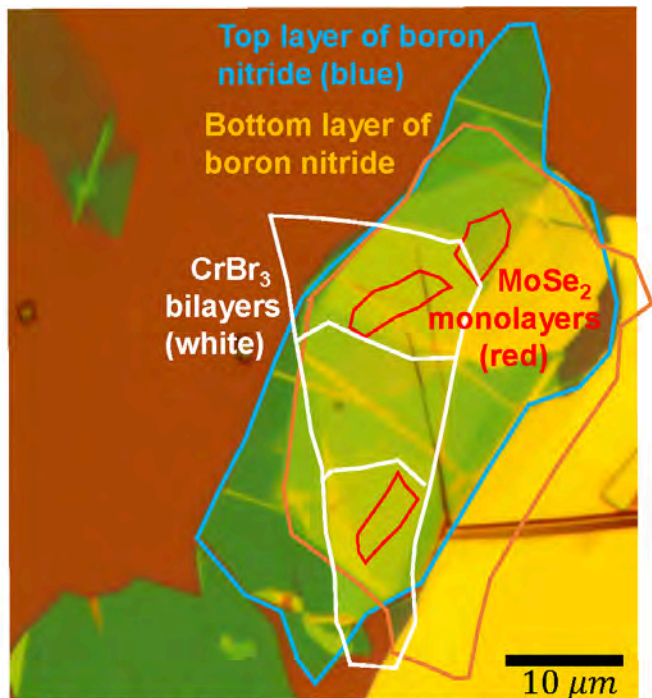 Top layer of boron
nitride (blue)
Bottom layer of
boron nitride
CrBr₃
bilayers
(white)
MoSe₂
monolayers
(red)
10 μm